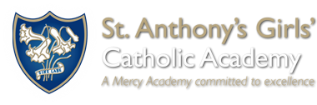 St. Anthony's Girls'
Catholic Academy
A Mercy Academy committed to excellence